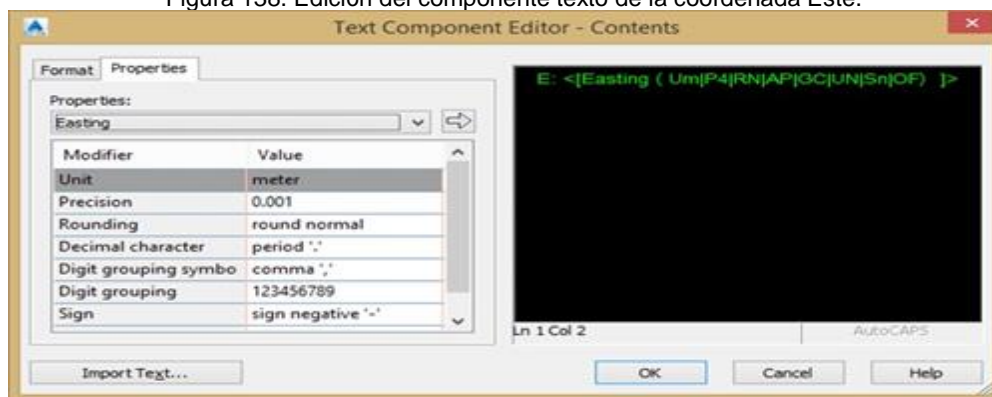 Figura 138. Edición del componente texto de la coordenada Este.
Text Component Editor - Contents
Format Properties
Properties:
Easting
Modifier Value
Unit meter
Precision 0.001
Rounding round normal
Decimal character period '.'
Digit grouping symbo comma ','
Digit grouping 123456789
Sign sign negative '-'
E: <[Easting ( Um|P4|RN|AP|GC|UN|Sn|OF) ]>
Ln 1 Col 2 AutoCAPS
Import Text... OK Cancel Help